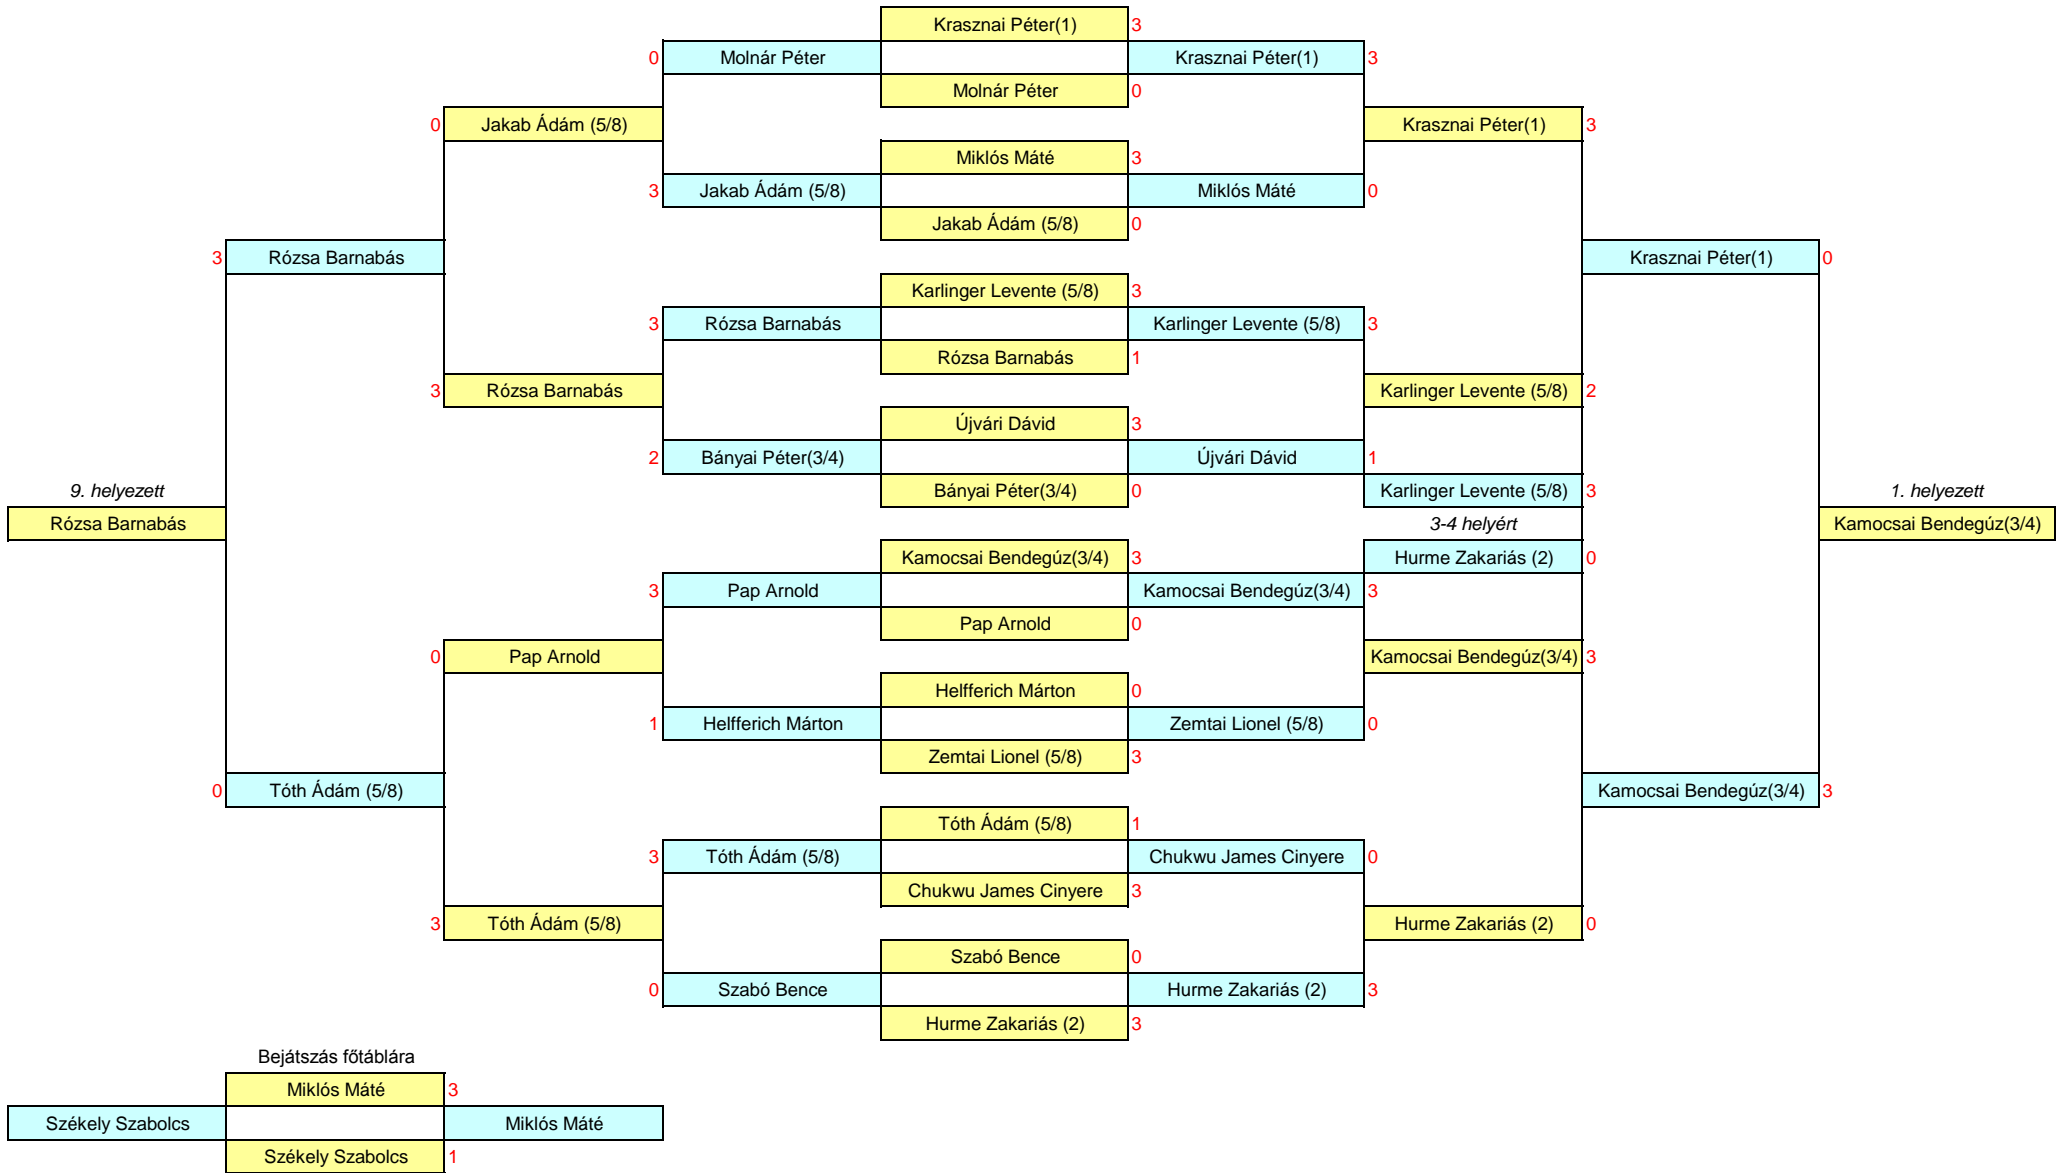 Krasznai Péter(1) 3
0 Molnár Péter Krasznai Péter(1) 3
Molnár Péter 0
0 Jakab Ádám (5/8) Krasznai Péter(1) 3
Miklós Máté 3
3 Jakab Ádám (5/8) Miklós Máté 0
Jakab Ádám (5/8) 0
3 Rózsa Barnabás Krasznai Péter(1) 0
Karlinger Levente (5/8) 3
3 Rózsa Barnabás Karlinger Levente (5/8) 3
Rózsa Barnabás 1
3 Rózsa Barnabás Karlinger Levente (5/8) 2
Újvári Dávid 3
2 Bányai Péter(3/4) Újvári Dávid 1
9. helyezett Bányai Péter(3/4) 0 Karlinger Levente (5/8) 3 1. helyezett
Rózsa Barnabás 3-4 helyért Kamocsai Bendegúz(3/4)
Kamocsai Bendegúz(3/4) 3 Hurme Zakariás (2) 0
3 Pap Arnold Kamocsai Bendegúz(3/4) 3
Pap Arnold 0
0 Pap Arnold Kamocsai Bendegúz(3/4) 3
Helfferich Márton 0
1 Helfferich Márton Zemtai Lionel (5/8) 0
Zemtai Lionel (5/8) 3
0 Tóth Ádám (5/8) Kamocsai Bendegúz(3/4) 3
Tóth Ádám (5/8) 1
3 Tóth Ádám (5/8) Chukwu James Cinyere 0
Chukwu James Cinyere 3
3 Tóth Ádám (5/8) Hurme Zakariás (2) 0
Szabó Bence 0
0 Szabó Bence Hurme Zakariás (2) 3
Hurme Zakariás (2) 3
Bejátszás főtáblára
Miklós Máté 3
Székely Szabolcs Miklós Máté
Székely Szabolcs 1